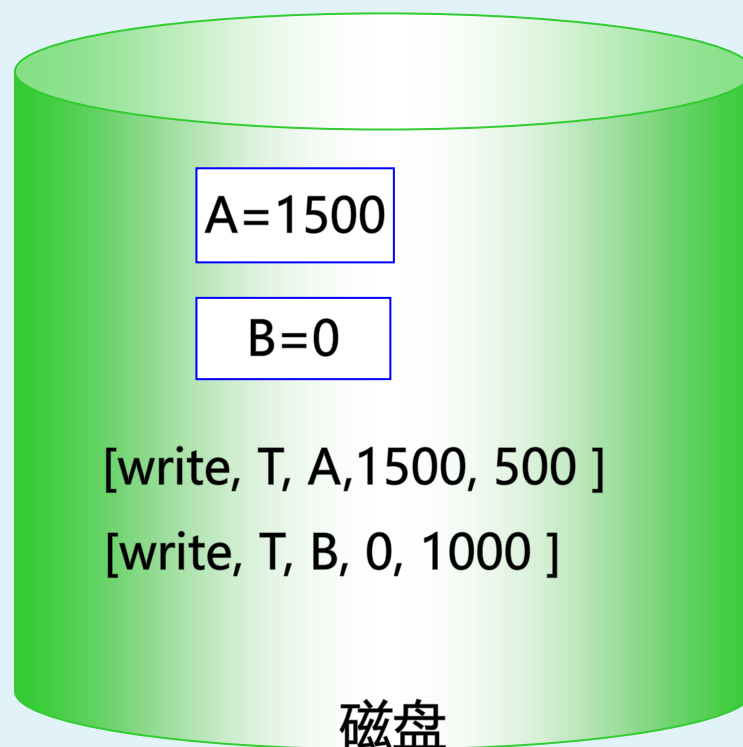 A=1500
B=0
[write, T, A,1500, 500 ]
[write, T, B, 0, 1000 ]
磁盘